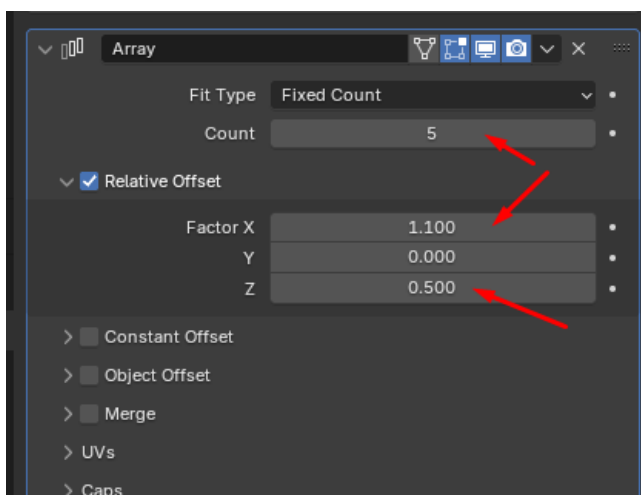 Array
Fit Type Fixed Count
Count 5
Relative Offset
Factor X 1.100
Y 0.000
Z 0.500
Constant Offset
Object Offset
Merge
UVs
Caps